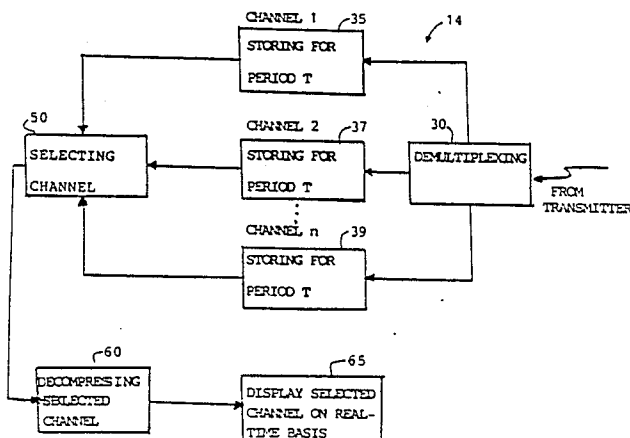 CHANNEL 1
35
14
STORING FOR
PERIOD T
50
CHANNEL 2
37
30
SELECTING
CHANNEL
STORING FOR
PERIOD T
DEMULTIPLEXING
FROM
TRANSMITTER
CHANNEL n
39
STORING FOR
PERIOD T
60
65
DECOMPRESSING
SELECTED
CHANNEL
DISPLAY SELECTED
CHANNEL ON REAL-
TIME BASIS